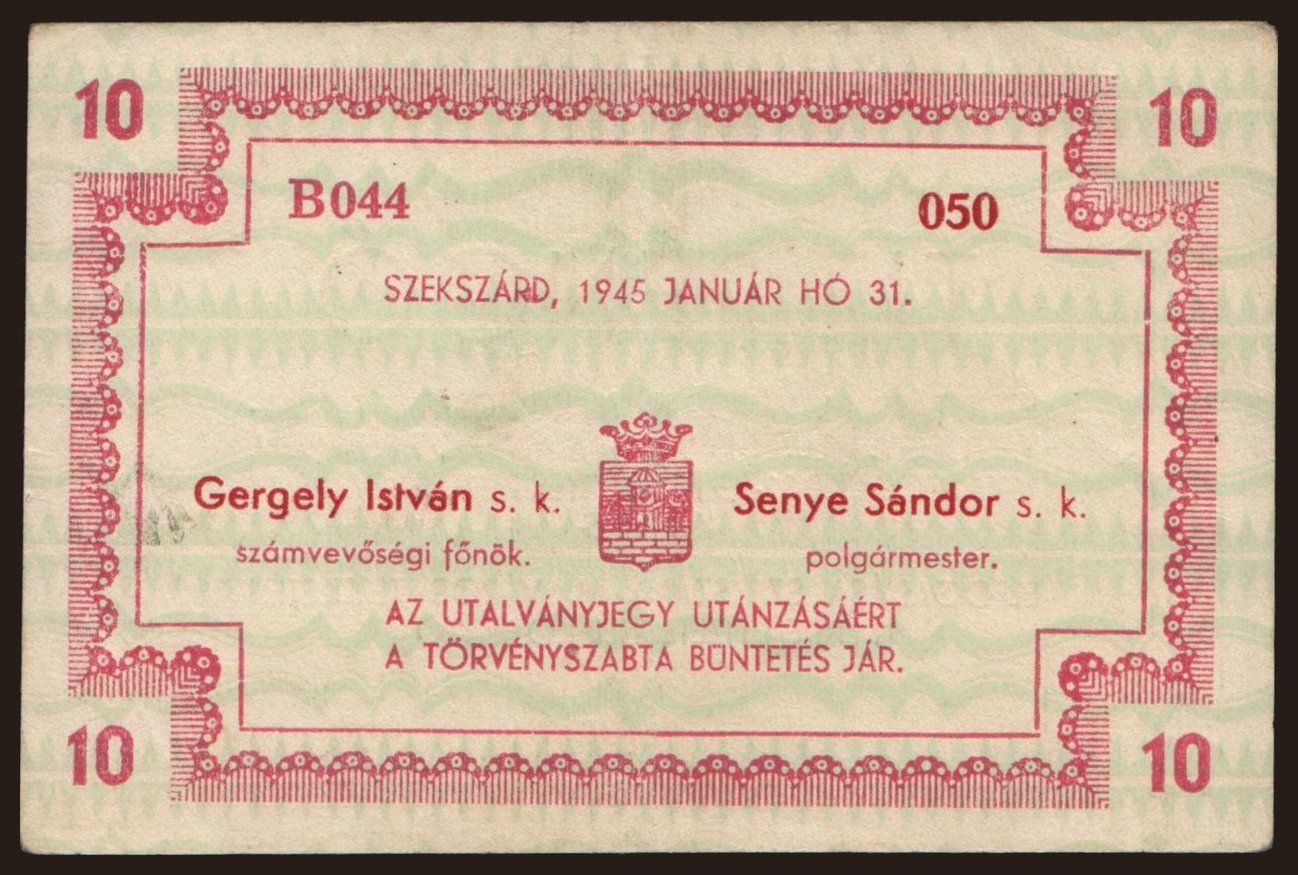 10 10
B044 050
SZEKSZÁRD, 1945 JANUÁR HÓ 31.
Gergely István s. k. Senye Sándor s. k.
számvevőségi főnök. polgármester.
AZ UTALVÁNYJEGY UTÁNZÁSÁÉRT
A TÖRVÉNYSZABTA BÜNTETÉS JÁR.
10 10